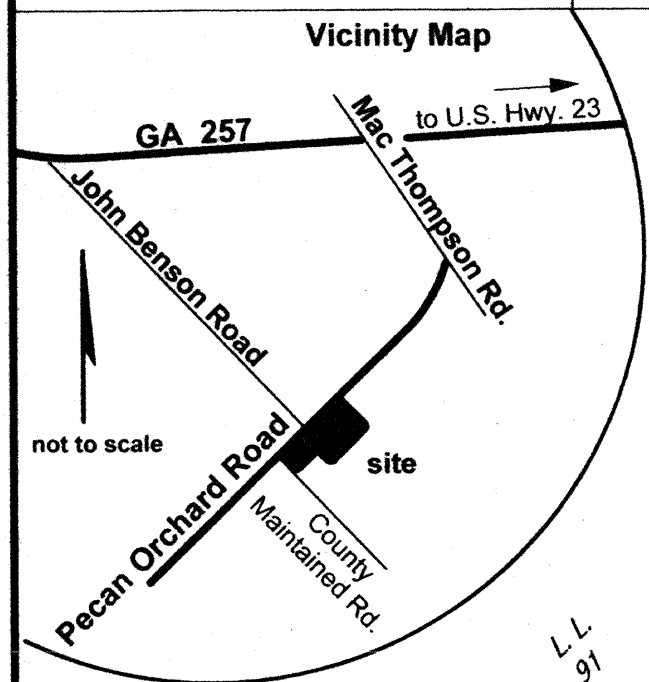 Vicinity Map
to U.S. Hwy. 23
GA 257
Mac Thompson Rd.
John Benson Road
not to scale
Pecan Orchard Road
site
County
Maintained Rd.
L. L.
91